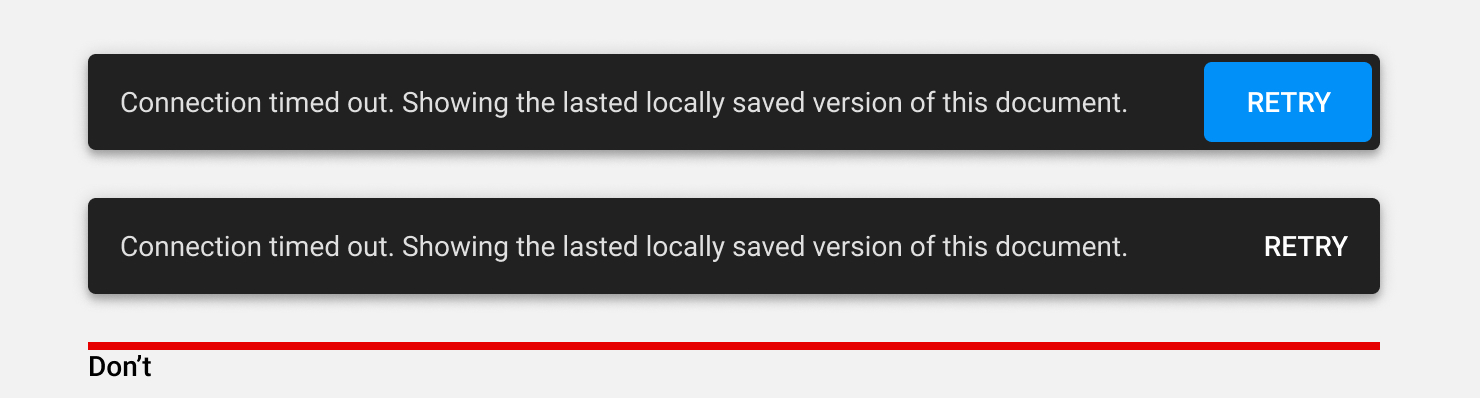 Connection timed out. Showing the lasted locally saved version of this document. RETRY
Connection timed out. Showing the lasted locally saved version of this document. RETRY
Don’t